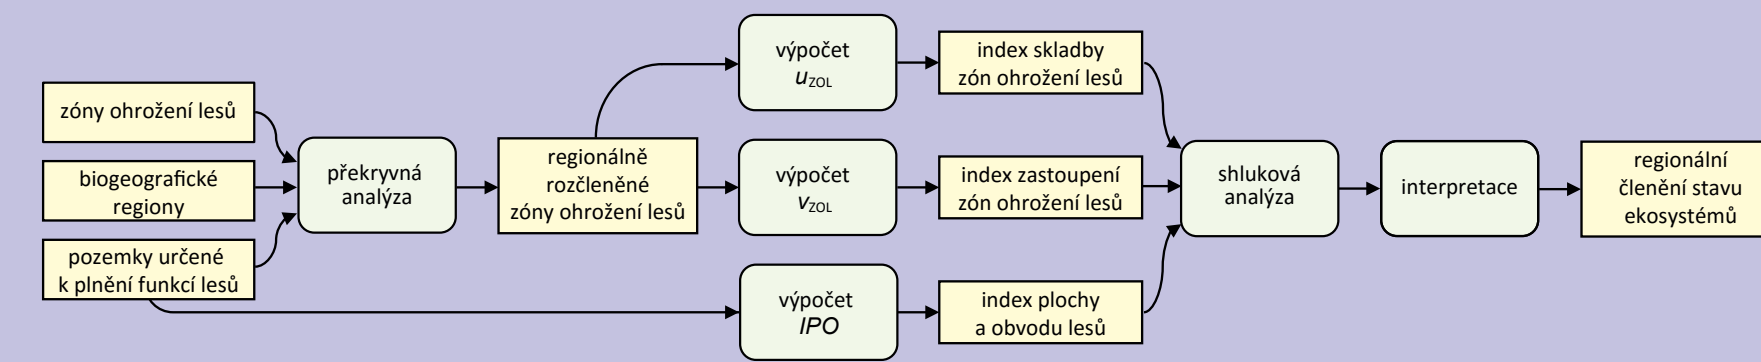 zóny ohrožení lesů
biogeografické
regiony
pozemky určené
k plnění funkcí lesů
překryvná
analýza
regionálně
rozčleněné
zóny ohrožení lesů
výpočet
uZOL
výpočet
vZOL
výpočet
IPO
index skladby
zón ohrožení lesů
index zastoupení
zón ohrožení lesů
index plochy
a obvodu lesů
shluková
analýza
interpretace
regionální
členění stavu
ekosystémů